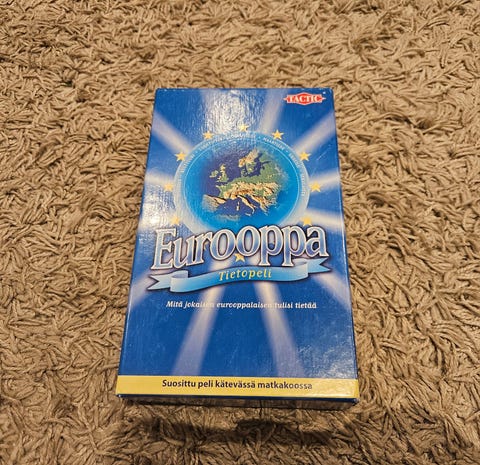 TACTIC
Eurooppa
Tietopeli
Mitä jokaisen eurooppalaisen tulisi tietää
Suosittu peli kätevässä matkakoossa